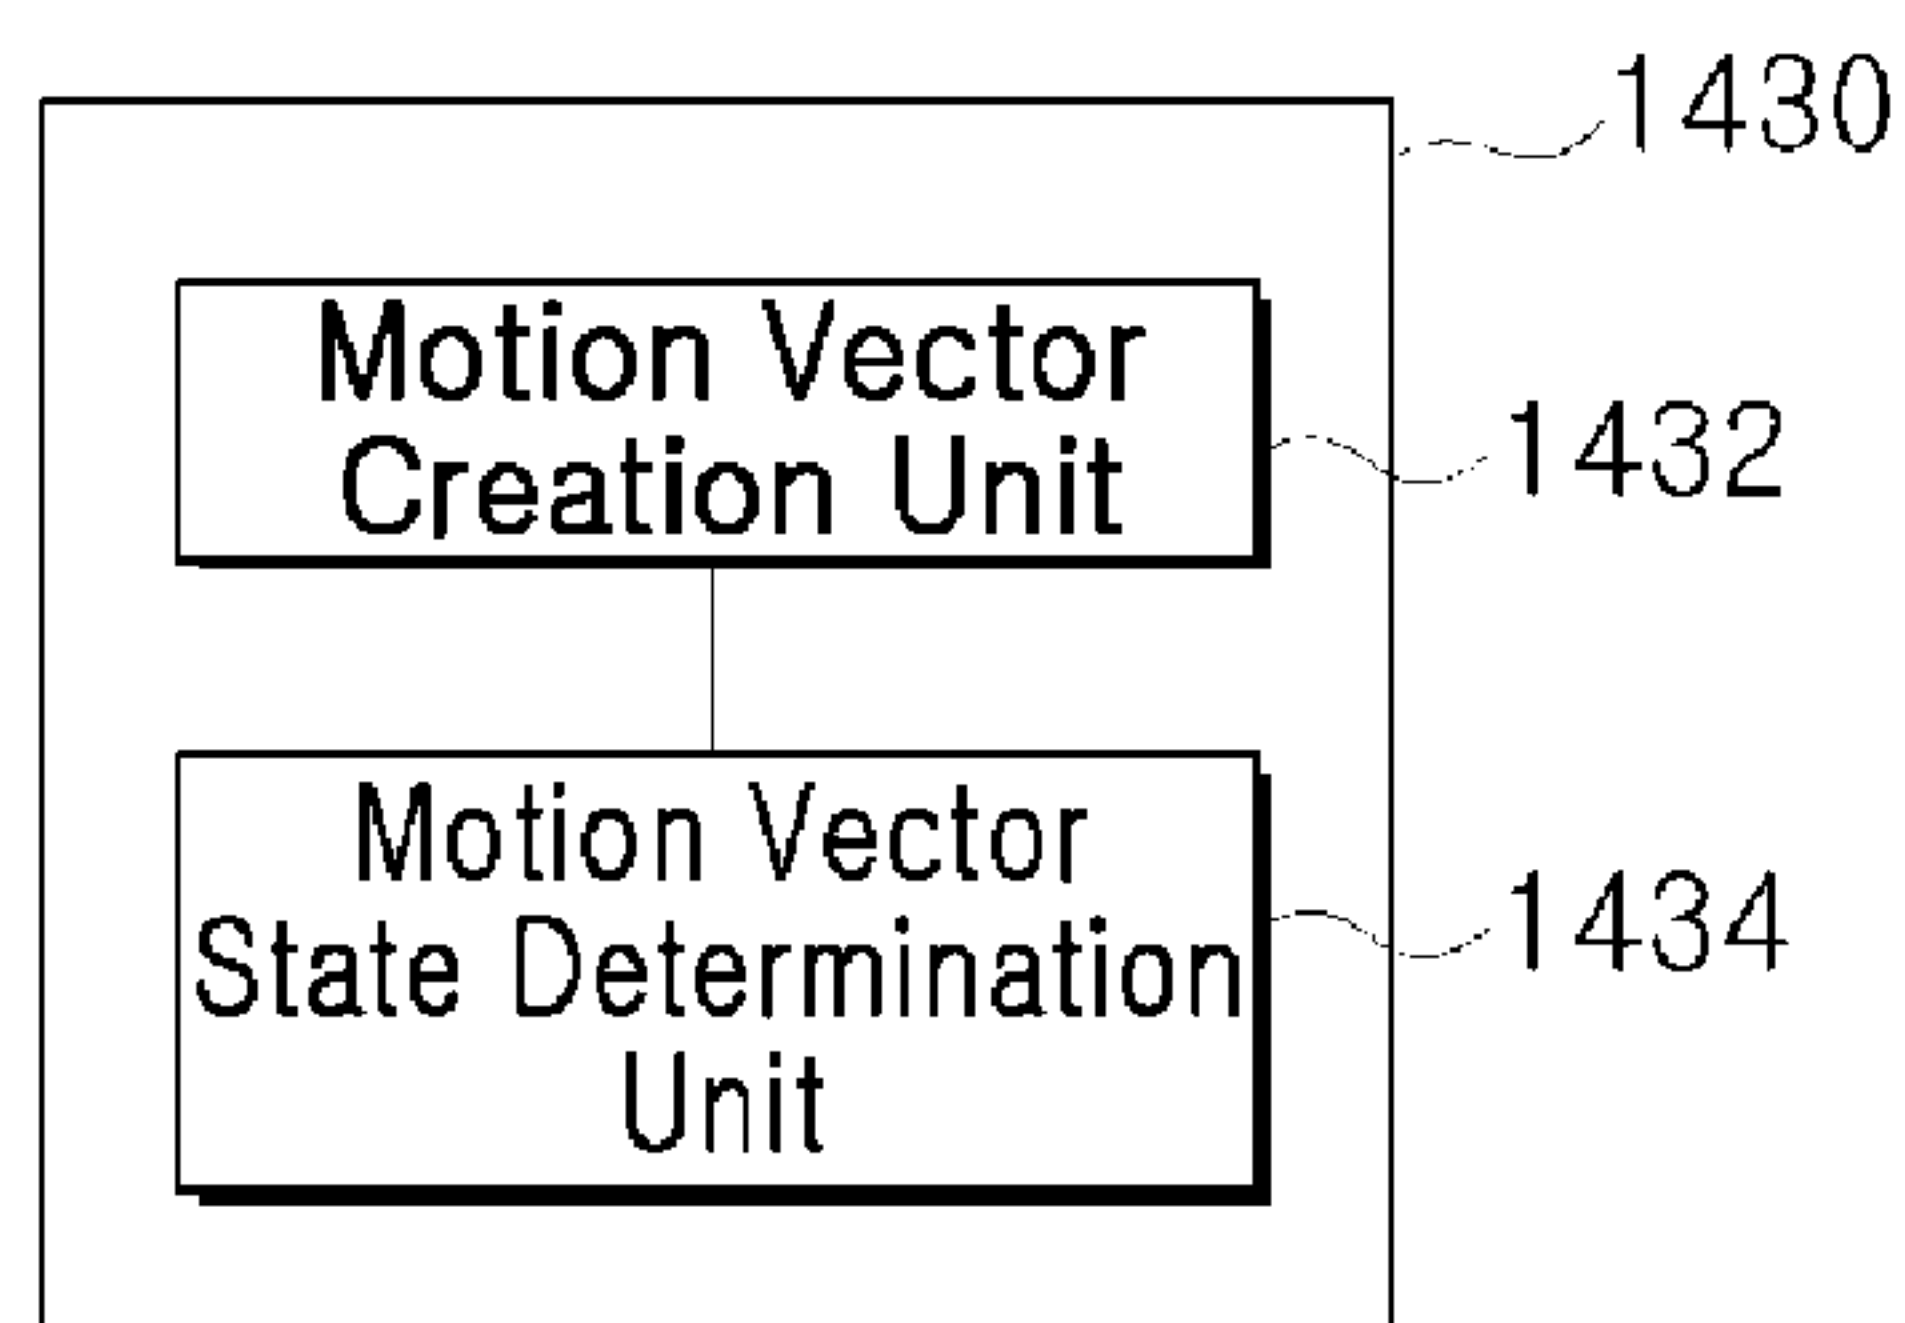 1430
Motion Vector
Creation Unit
1432
Motion Vector
State Determination
Unit
1434